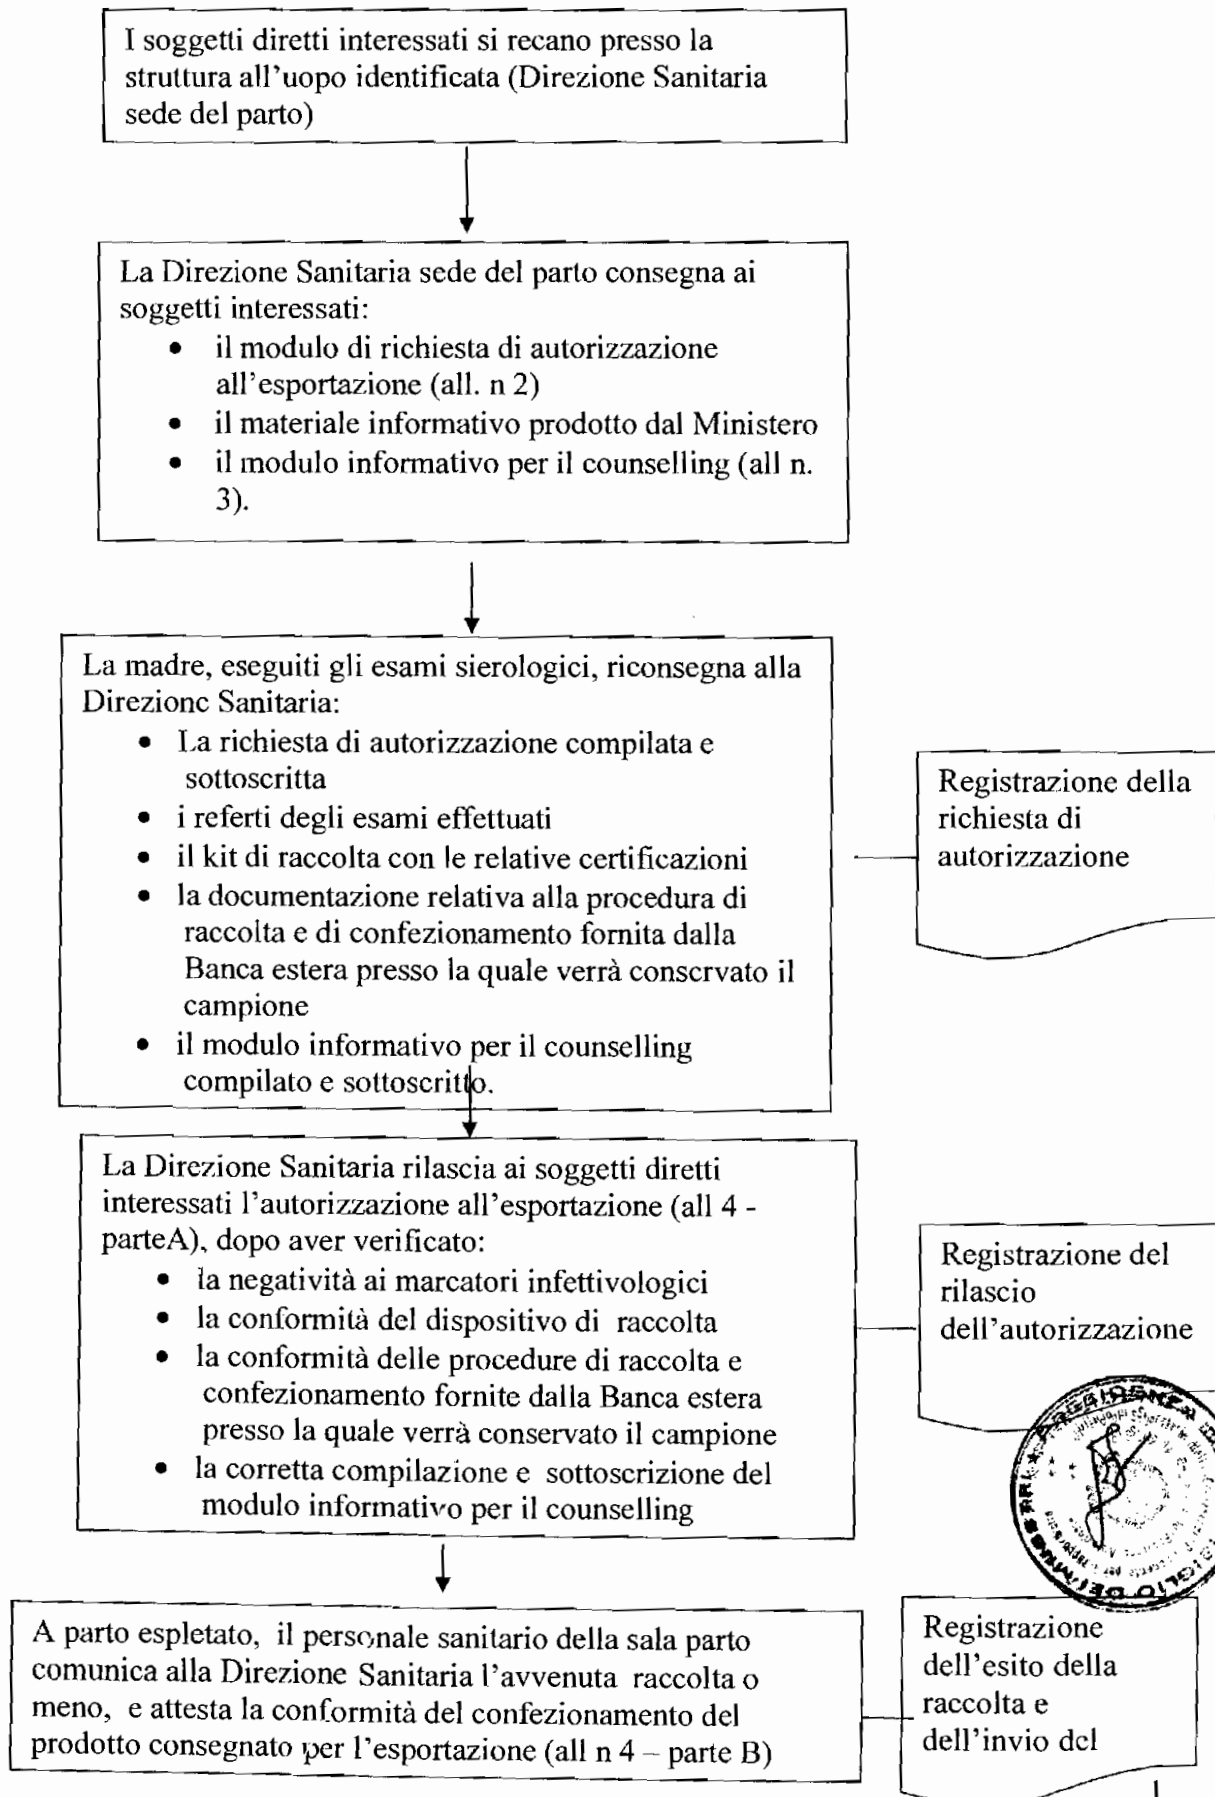 I soggetti diretti interessati si recano presso la
struttura all'uopo identificata (Direzione Sanitaria
sede del parto)
La Direzione Sanitaria sede del parto consegna ai
soggetti interessati:
• il modulo di richiesta di autorizzazione
all'esportazione (all. n 2)
• il materiale informativo prodotto dal Ministero
• il modulo informativo per il counselling (all n.
3).
La madre, eseguiti gli esami sierologici, riconsegna alla
Direzione Sanitaria:
• La richiesta di autorizzazione compilata e
sottoscritta
• i referti degli esami effettuati
• il kit di raccolta con le relative certificazioni
• la documentazione relativa alla procedura di
raccolta e di confezionamento fornita dalla
Banca estera presso la quale verrà conservato il
campione
• il modulo informativo per il counselling
compilato e sottoscritto.
Registrazione della
richiesta di
autorizzazione
La Direzione Sanitaria rilascia ai soggetti diretti
interessati l'autorizzazione all'esportazione (all 4 -
parteA), dopo aver verificato:
• la negatività ai marcatori infettivologici
• la conformità del dispositivo di raccolta
• la conformità delle procedure di raccolta e
confezionamento fornite dalla Banca estera
presso la quale verrà conservato il campione
• la corretta compilazione e sottoscrizione del
modulo informativo per il counselling
Registrazione del
rilascio
dell'autorizzazione
A parto espletato, il personale sanitario della sala parto
comunica alla Direzione Sanitaria l'avvenuta raccolta o
meno, e attesta la conformità del confezionamento del
prodotto consegnato per l'esportazione (all n 4 – parte B)
Registrazione
dell'esito della
raccolta e
dell'invio del